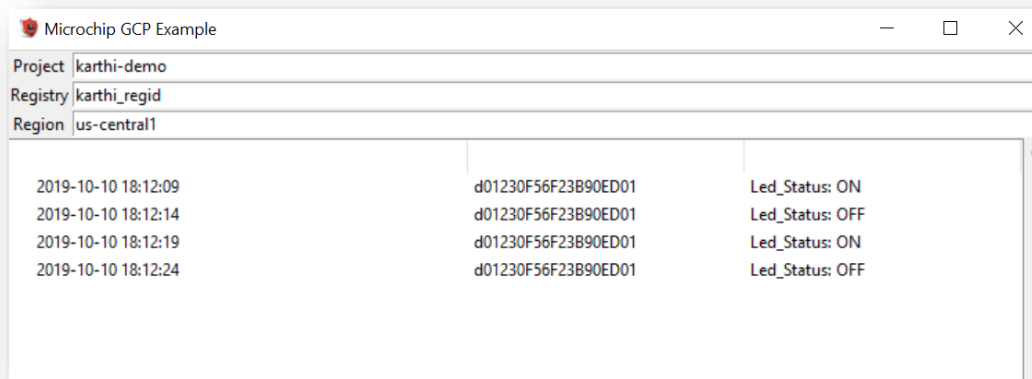 Microchip GCP Example
Project karthi-demo
Registry karthi_regid
Region us-central1
2019-10-10 18:12:09 d01230F56F23B90ED01 Led_Status: ON
2019-10-10 18:12:14 d01230F56F23B90ED01 Led_Status: OFF
2019-10-10 18:12:19 d01230F56F23B90ED01 Led_Status: ON
2019-10-10 18:12:24 d01230F56F23B90ED01 Led_Status: OFF